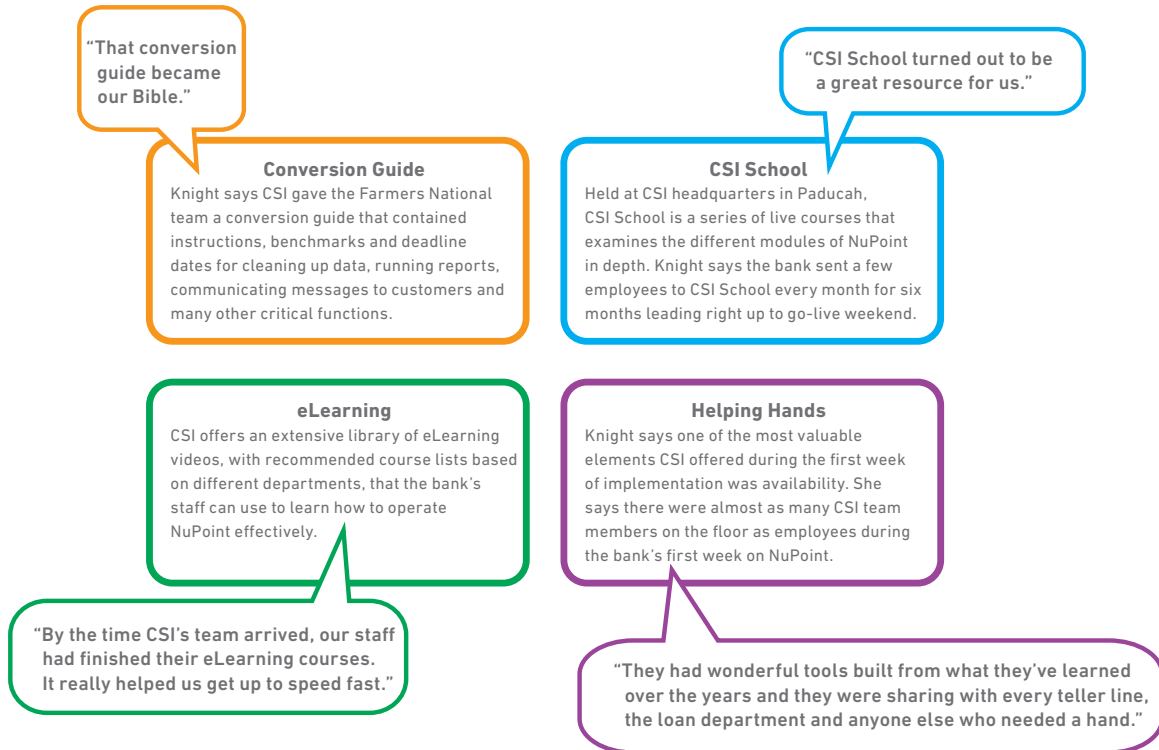 “That conversion
guide became
our Bible.”
“CSI School turned out to be
a great resource for us.”
Conversion Guide
Knight says CSI gave the Farmers National
team a conversion guide that contained
instructions, benchmarks and deadline
dates for cleaning up data, running reports,
communicating messages to customers and
many other critical functions.
CSI School
Held at CSI headquarters in Paducah,
CSI School is a series of live courses that
examines the different modules of NuPoint
in depth. Knight says the bank sent a few
employees to CSI School every month for six
months leading right up to go-live weekend.
eLearning
CSI offers an extensive library of eLearning
videos, with recommended course lists based
on different departments, that the bank’s
staff can use to learn how to operate
NuPoint effectively.
Helping Hands
Knight says one of the most valuable
elements CSI offered during the first week
of implementation was availability. She
says there were almost as many CSI team
members on the floor as employees during
the bank’s first week on NuPoint.
“By the time CSI’s team arrived, our staff
had finished their eLearning courses.
It really helped us get up to speed fast.”
“They had wonderful tools built from what they’ve learned
over the years and they were sharing with every teller line,
the loan department and anyone else who needed a hand.”